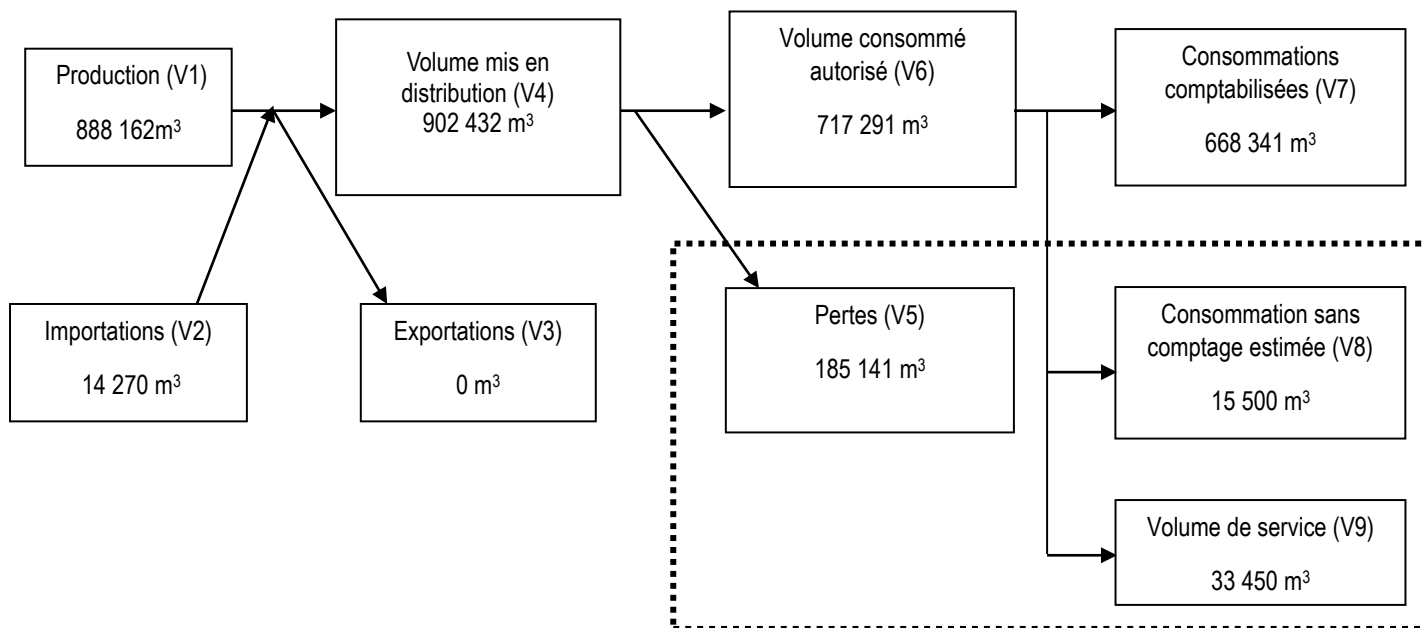 Production (V1)
888 162m³
Volume mis en
distribution (V4)
902 432 m³
Volume consommé
autorisé (V6)
717 291 m³
Consommations
comptabilisées (V7)
668 341 m³
Importations (V2)
14 270 m³
Exportations (V3)
0 m³
Pertes (V5)
185 141 m³
Consommation sans
comptage estimée (V8)
15 500 m³
Volume de service (V9)
33 450 m³